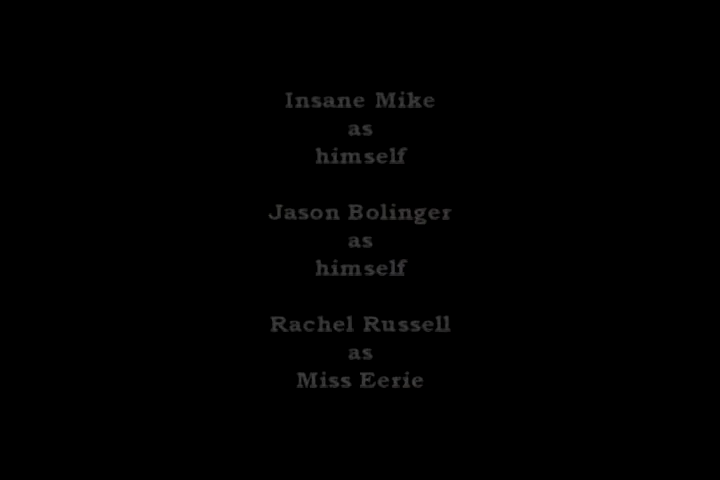 Insane Mike
as
himself
Jason Bolinger
as
himself
Rachel Russell
as
Miss Eerie